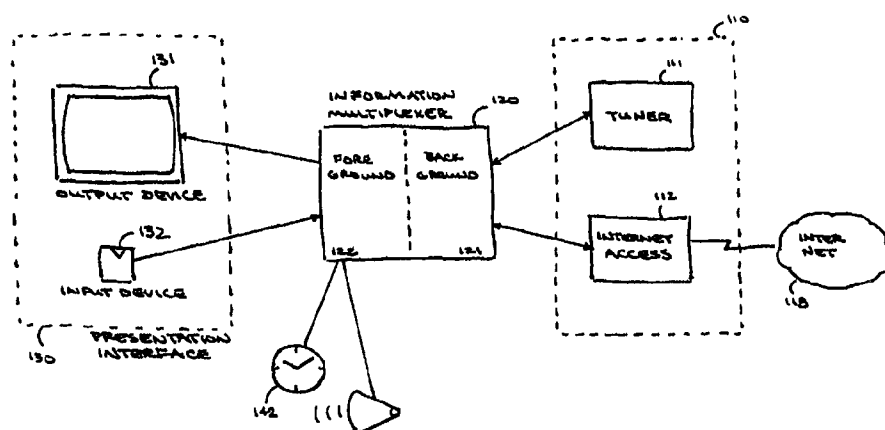 131
OUTPUT DEVICE
132
INPUT DEVICE
130
PRESENTATION
INTERFACE
INFORMATION
MULTIPLEXER
120
FORE
GROUND
BACK
GROUND
122
121
142
110
111
TUNER
112
INTERNET
ACCESS
INTER
NET
118